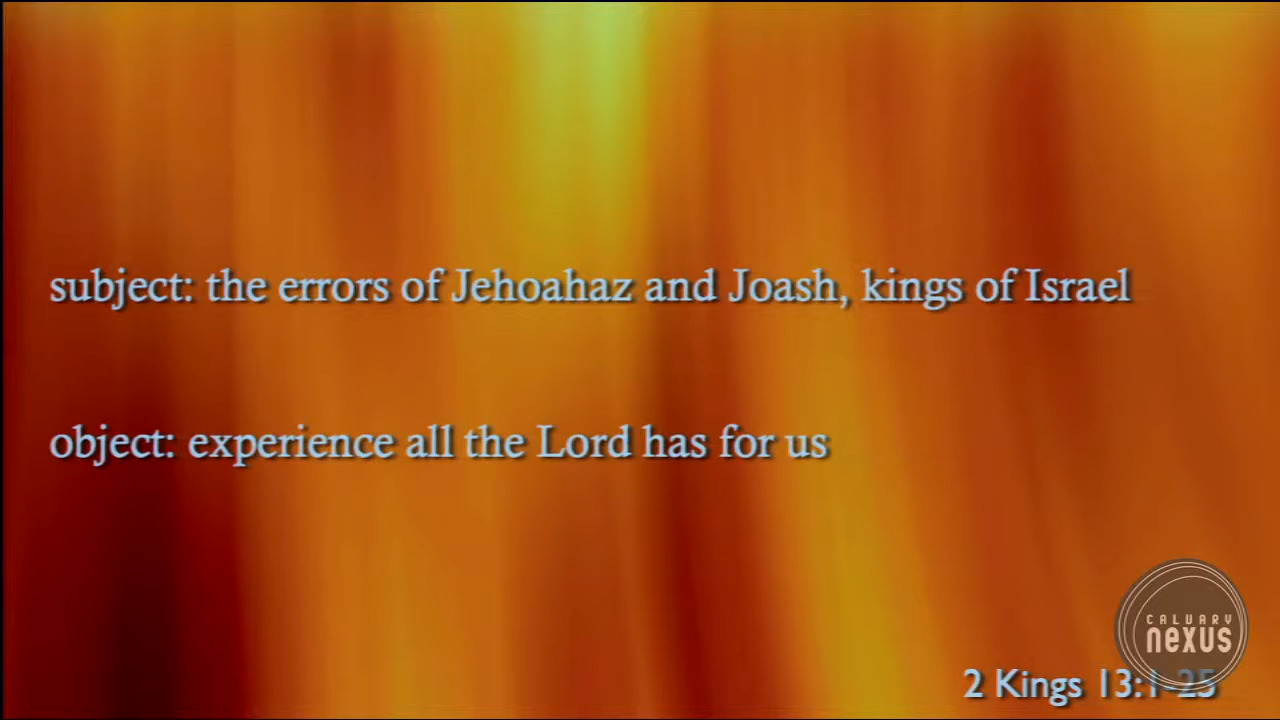 subject: the errors of Jehoahaz and Joash, kings of Israel
object: experience all the Lord has for us
CALVARY
nexus
2 Kings 13:1-25